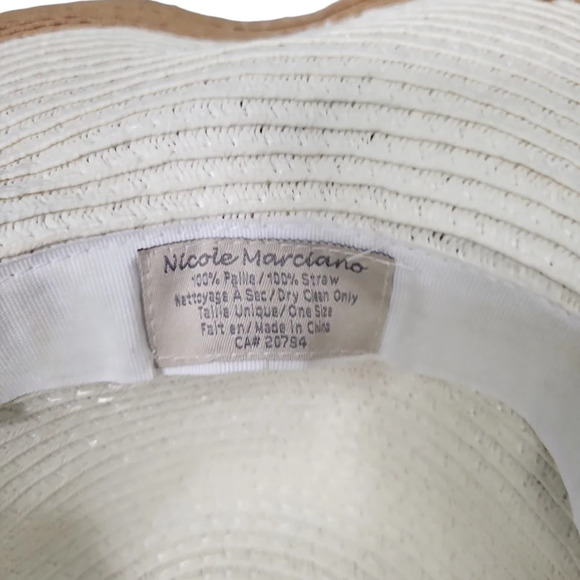 Nicole Marciano
100% Paille / 100% Straw
Nettoyage A Sec / Dry Clean Only
Taille Unique / One Size
Fait en / Made In China
CA# 20794